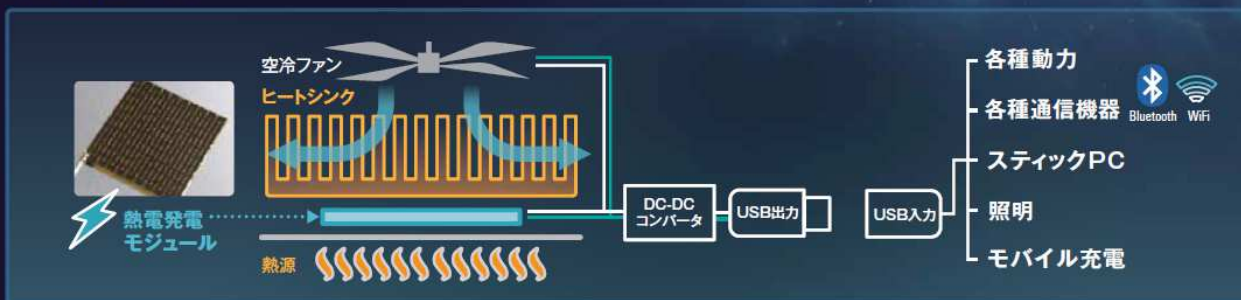 空冷ファン
ヒートシンク
熱電発電
モジュール
熱源
DC-DC
コンバータ
USB出力
USB入力
各種動力
各種通信機器
Bluetooth WiFi
スティックPC
照明
モバイル充電